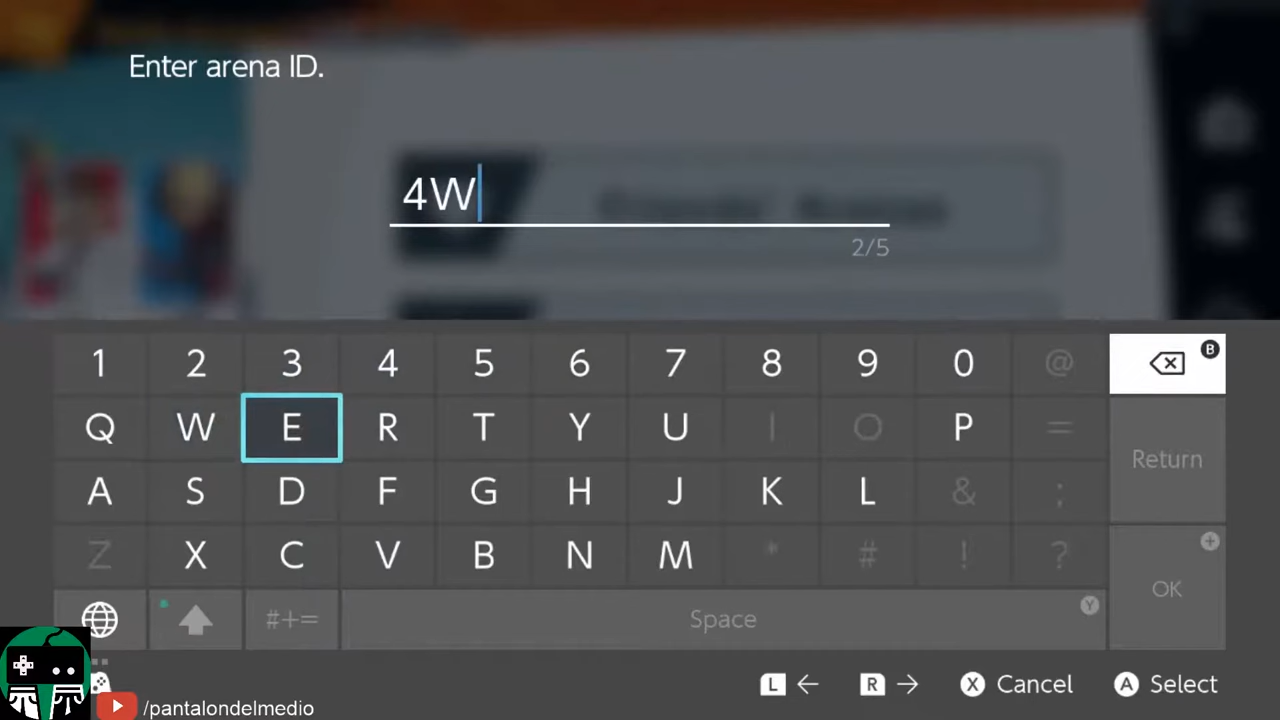 Enter arena ID.
4W
2/5
1 2 3 4 5 6 7 8 9 0 @
B
Q W E R T Y U I O P =
Return
A S D F G H J K L & ;
Z X C V B N M * # ! ?
+
OK
#+= Space
Y
L ← R → X Cancel A Select
/pantalondelmedio